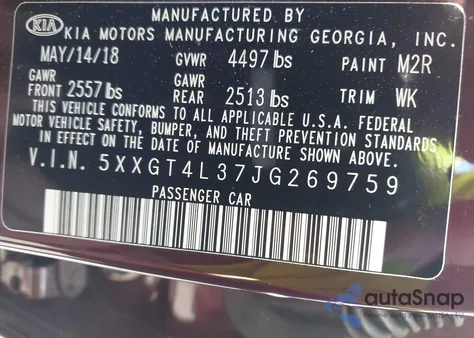 MANUFACTURED BY
KIA
KIA MOTORS MANUFACTURING GEORGIA, INC.
MAY/14/18 GVWR 4497 lbs PAINT M2R
GAWR FRONT 2557 lbs GAWR REAR 2513 lbs TRIM WK
THIS VEHICLE CONFORMS TO ALL APPLICABLE U.S.A. FEDERAL
MOTOR VEHICLE SAFETY, BUMPER, AND THEFT PREVENTION STANDARDS
IN EFFECT ON THE DATE OF MANUFACTURE SHOWN ABOVE.
V.I.N. 5XXGT4L37JG269759
PASSENGER CAR
autoSnap